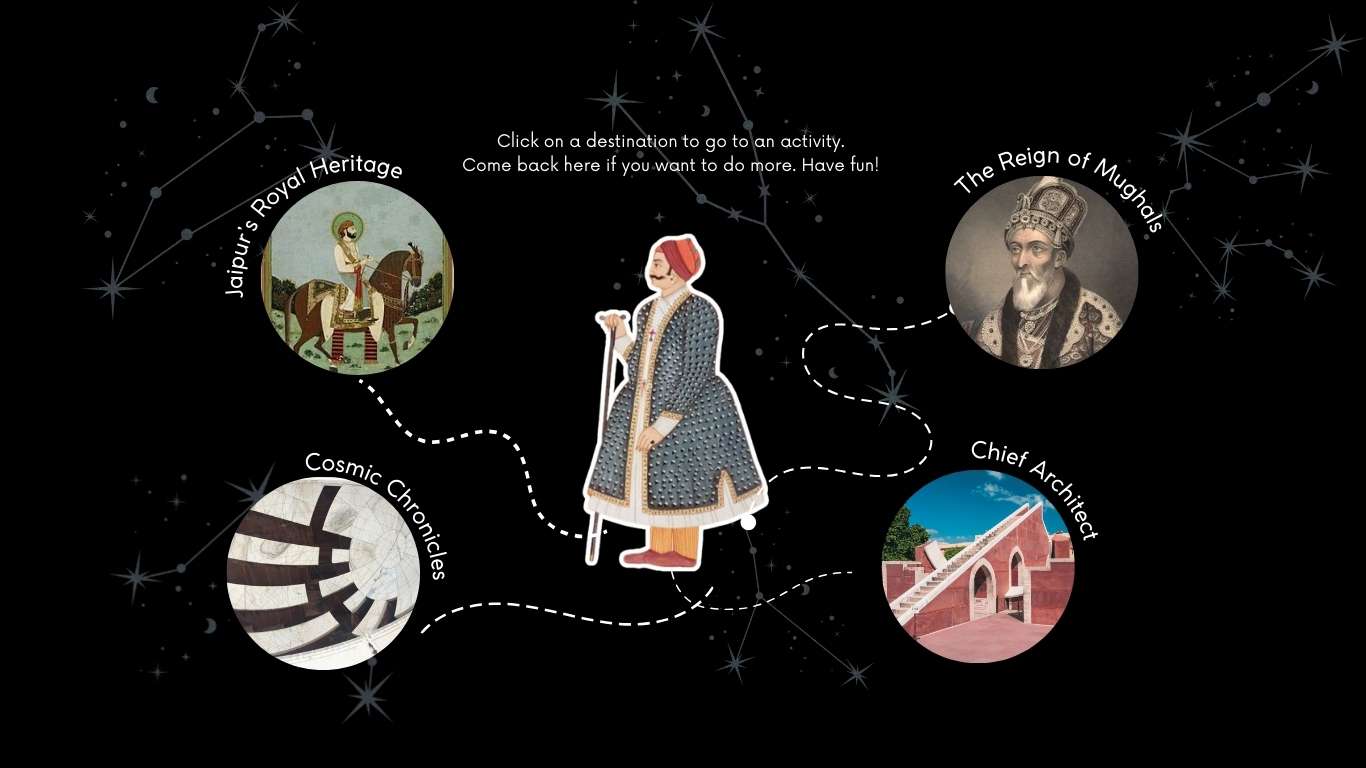 Click on a destination to go to an activity.
Come back here if you want to do more. Have fun!
Jaipur's Royal Heritage
The Reign of Mughals
Cosmic Chronicles
Chief Architect